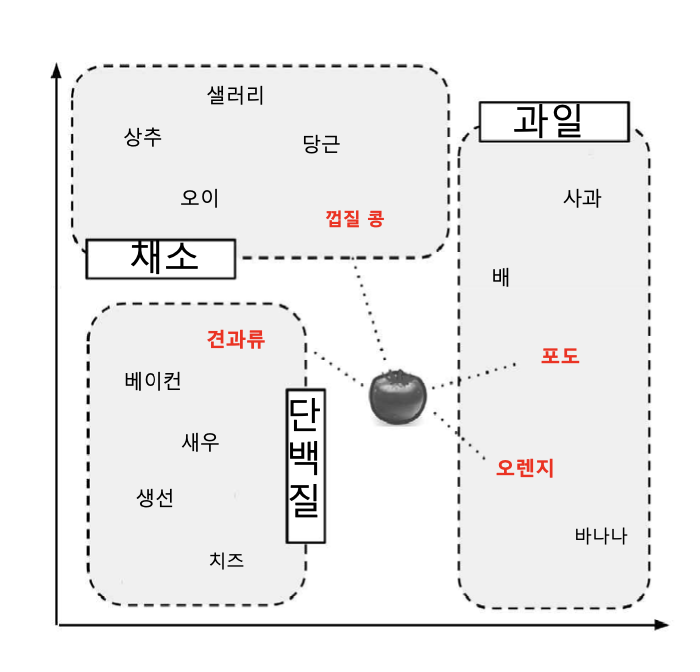 샐러리
상추
당근
오이
껍질 콩
채소
과일
사과
배
포도
오렌지
바나나
견과류
베이컨
새우
생선
치즈
단백질